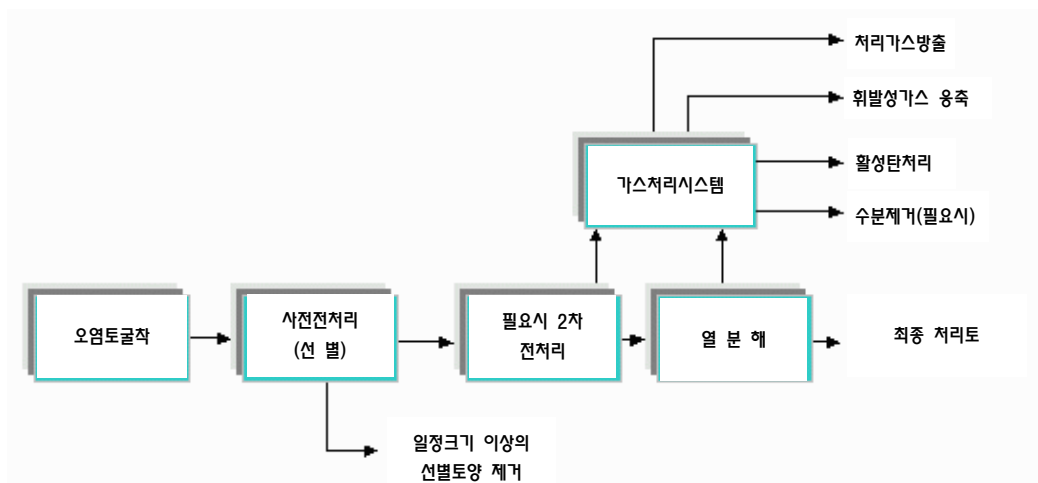 처리가스방출
휘발성가스 응축
활성탄처리
가스처리시스템
수분제거(필요시)
오염토굴착
사전전처리
(선 별)
필요시 2차
전처리
열 분 해
최종 처리토
일정크기 이상의
선별토양 제거